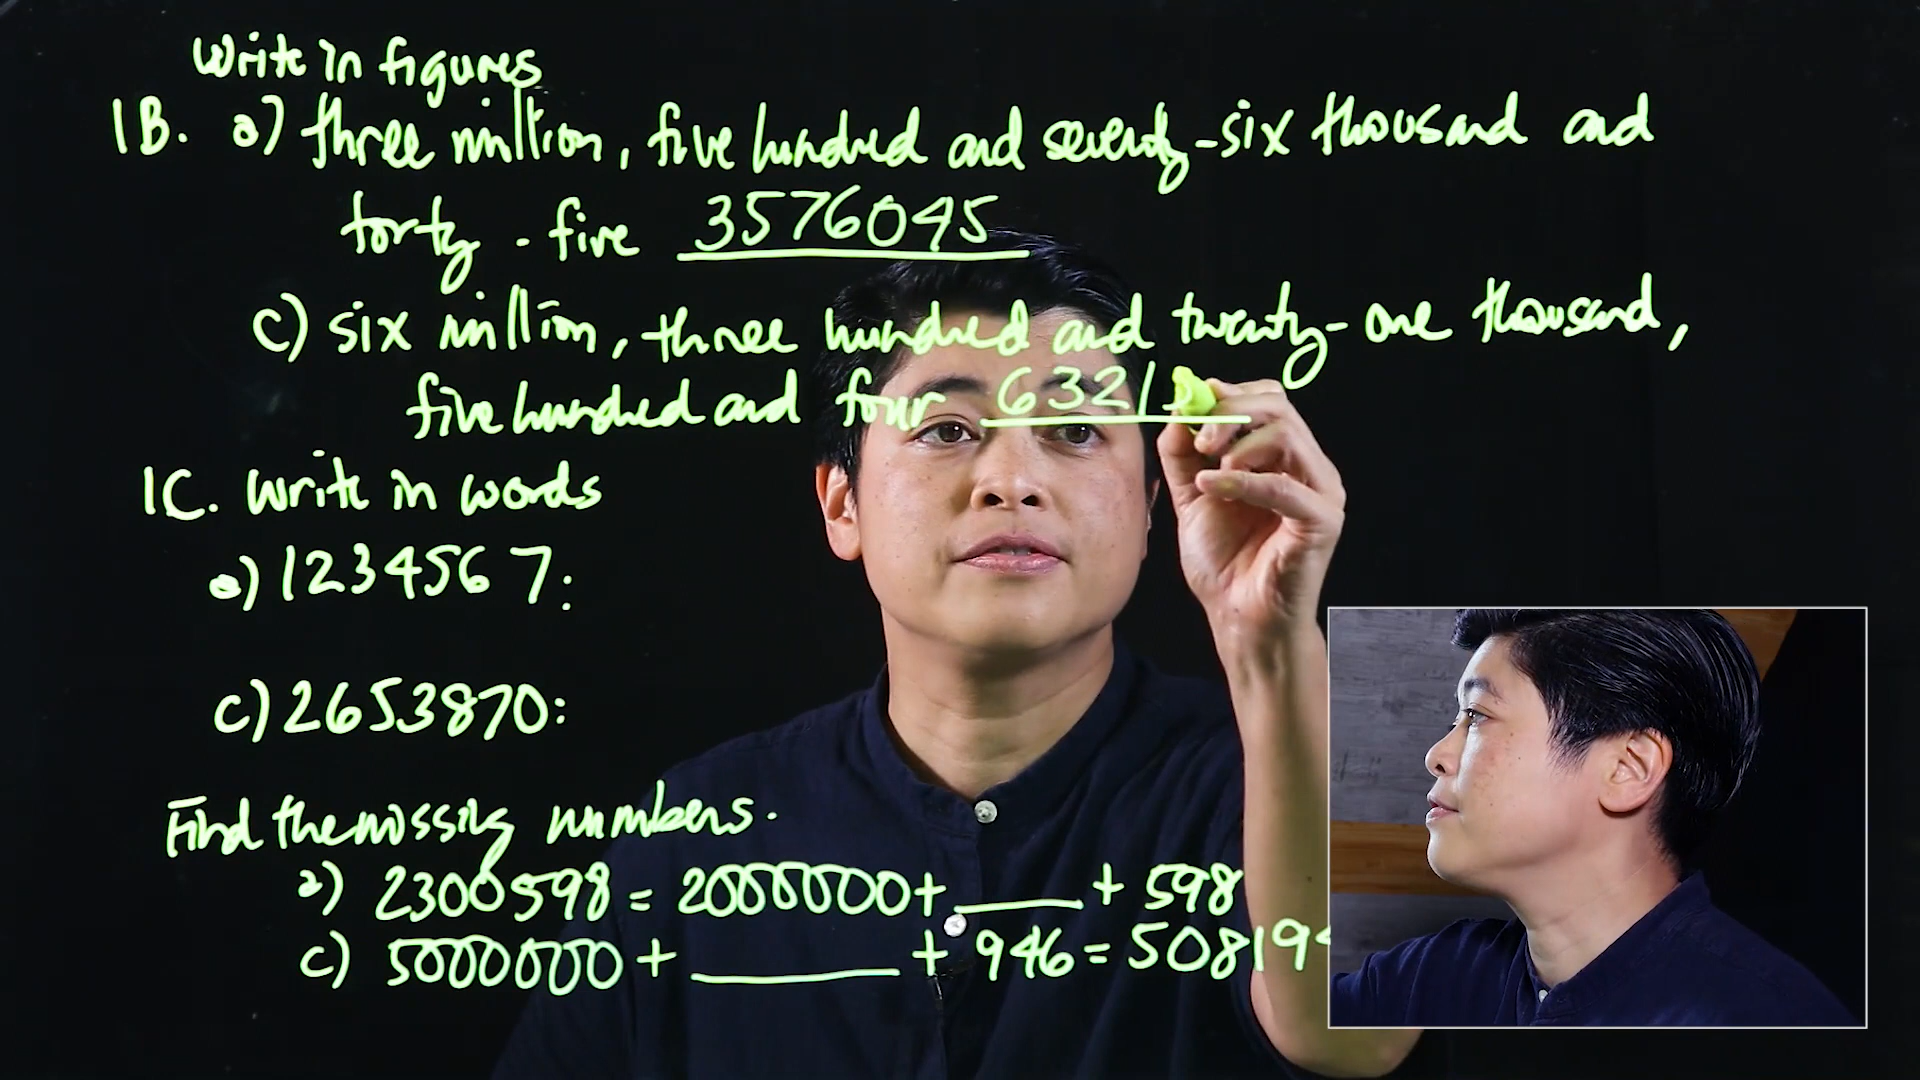 Write in figures
1B. a) three million, five hundred and seventy-six thousand and
forty-five 3576045
c) six million, three hundred and twenty-one thousand,
five hundred and four 63215
1C. Write in words
a) 1234567:
c) 2653870:
Find the missing numbers.
a) 2300598 = 2000000 + ____ + 598
c) 5000000 + ____ + 946 = 508194